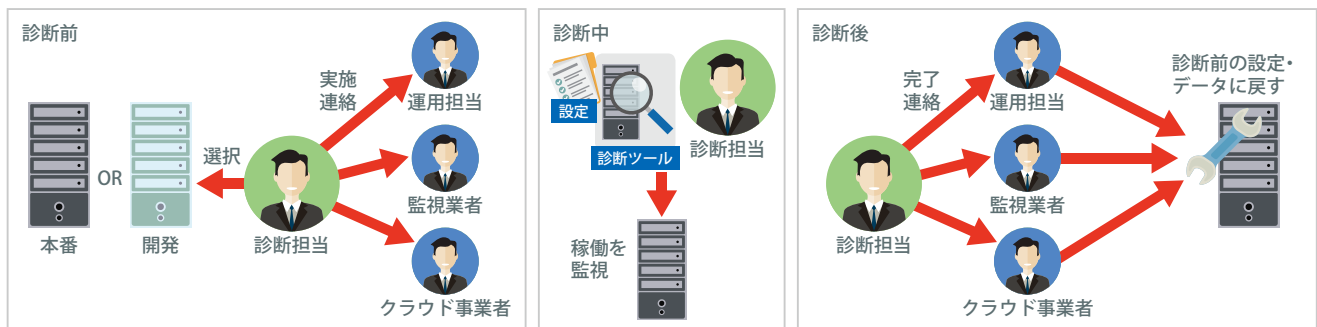 診断前
実施
連絡
運用担当
選択
OR
監視業者
本番
開発
診断担当
クラウド事業者
診断中
設定
診断ツール
診断担当
稼働を
監視
診断後
完了
連絡
運用担当
診断前の設定・
データに戻す
監視業者
診断担当
クラウド事業者